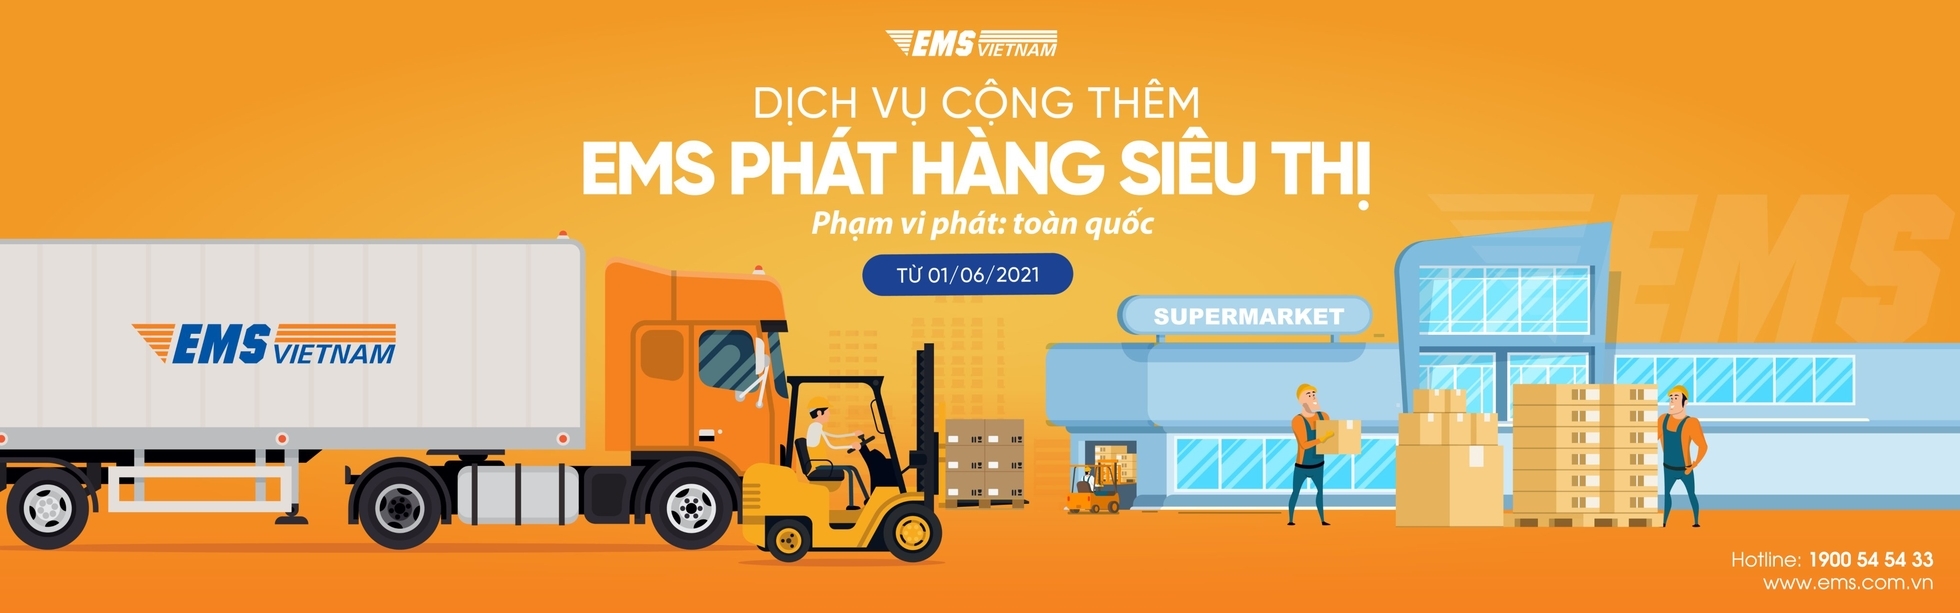 EMS VIETNAM
DỊCH VỤ CỘNG THÊM
EMS PHÁT HÀNG SIÊU THỊ
Phạm vi phát: toàn quốc
TỪ 01/06/2021
EMS VIETNAM
SUPERMARKET
EMS
Hotline: 1900 54 54 33
www.ems.com.vn